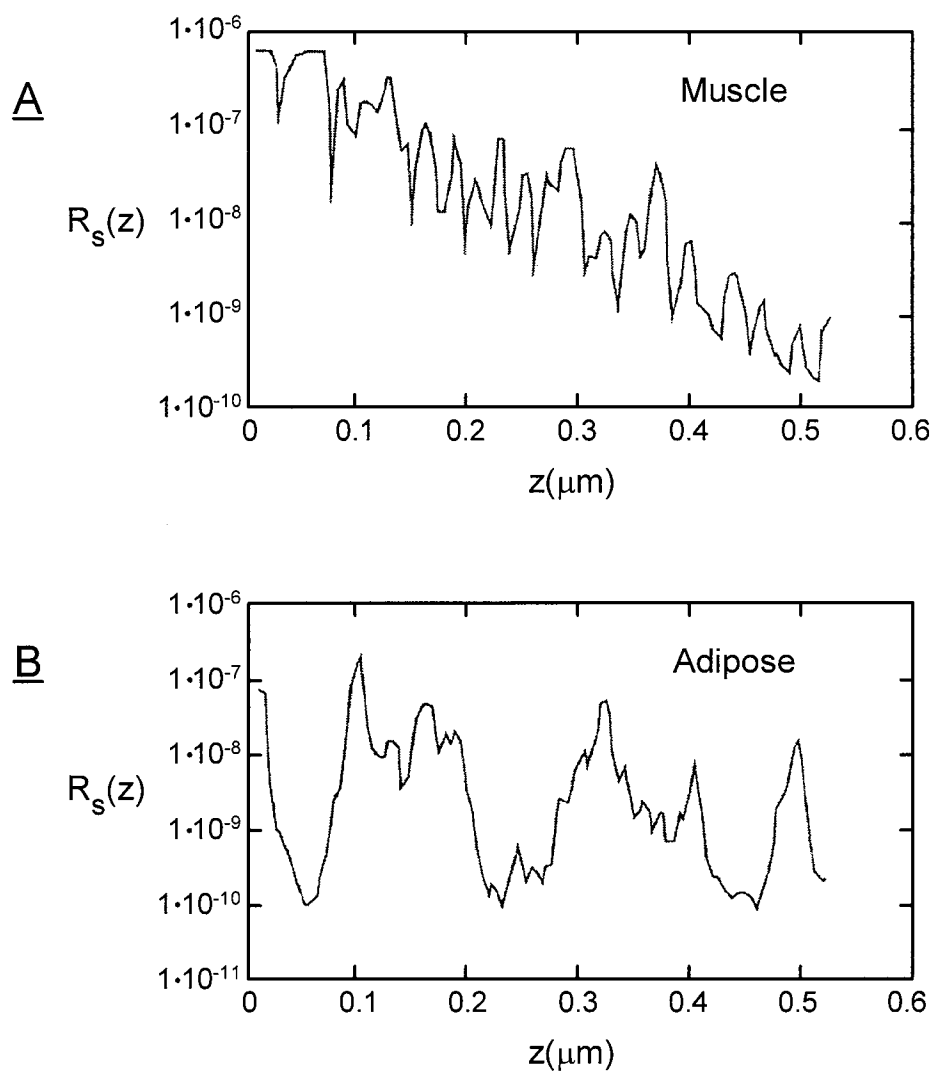 1·10⁻⁶
A
Muscle
1·10⁻⁷
Rₛ(z)
1·10⁻⁸
1·10⁻⁹
1·10⁻¹⁰
0 0.1 0.2 0.3 0.4 0.5 0.6
z(μm)
1·10⁻⁶
B
Adipose
1·10⁻⁷
1·10⁻⁸
Rₛ(z)
1·10⁻⁹
1·10⁻¹⁰
1·10⁻¹¹
0 0.1 0.2 0.3 0.4 0.5 0.6
z(μm)